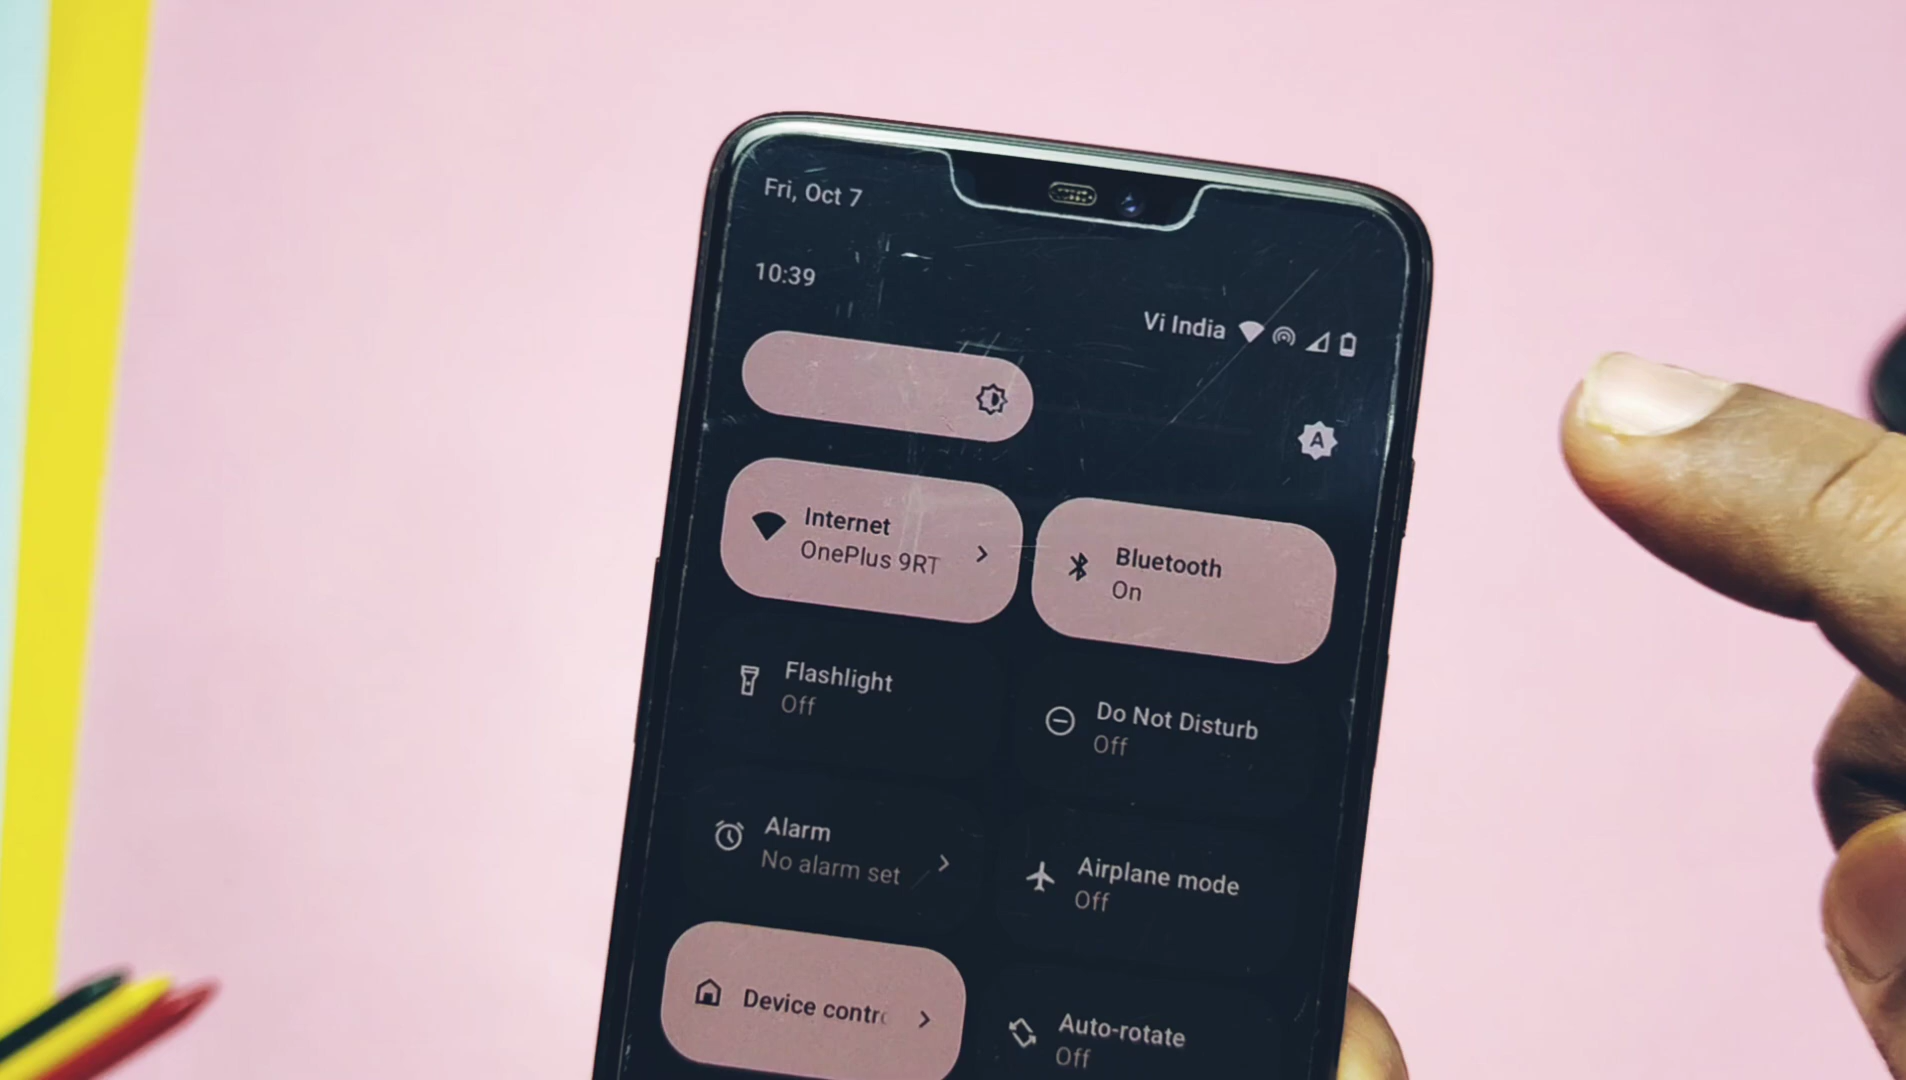 Fri, Oct 7
10:39
Vi India
A
Internet
OnePlus 9RT
Bluetooth
On
Flashlight
Off
Do Not Disturb
Off
Alarm
No alarm set
Airplane mode
Off
Device contr
Auto-rotate
Off